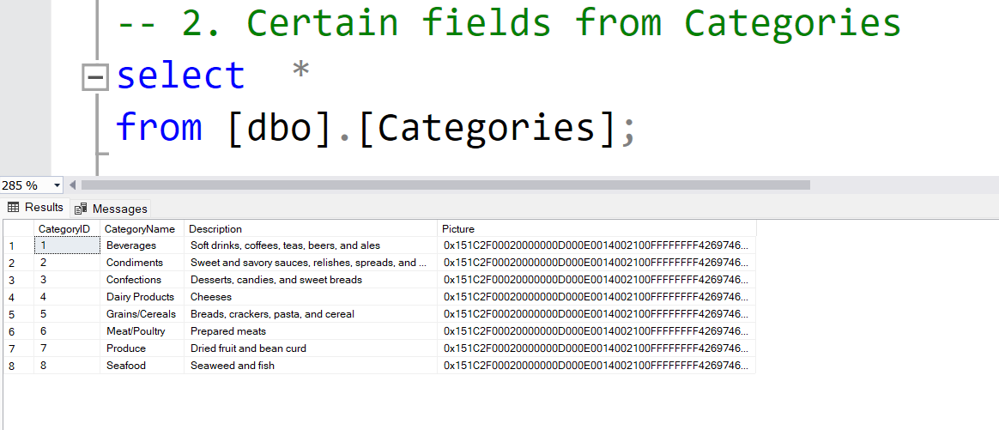 -- 2. Certain fields from Categories
select *
from [dbo].[Categories];
285 %
Results Messages
CategoryID CategoryName Description Picture
1 1 Beverages Soft drinks, coffees, teas, beers, and ales 0x151C2F00020000000D000E0014002100FFFFFFFF4269746...
2 2 Condiments Sweet and savory sauces, relishes, spreads, and ... 0x151C2F00020000000D000E0014002100FFFFFFFF4269746...
3 3 Confections Desserts, candies, and sweet breads 0x151C2F00020000000D000E0014002100FFFFFFFF4269746...
4 4 Dairy Products Cheeses 0x151C2F00020000000D000E0014002100FFFFFFFF4269746...
5 5 Grains/Cereals Breads, crackers, pasta, and cereal 0x151C2F00020000000D000E0014002100FFFFFFFF4269746...
6 6 Meat/Poultry Prepared meats 0x151C2F00020000000D000E0014002100FFFFFFFF4269746...
7 7 Produce Dried fruit and bean curd 0x151C2F00020000000D000E0014002100FFFFFFFF4269746...
8 8 Seafood Seaweed and fish 0x151C2F00020000000D000E0014002100FFFFFFFF4269746...